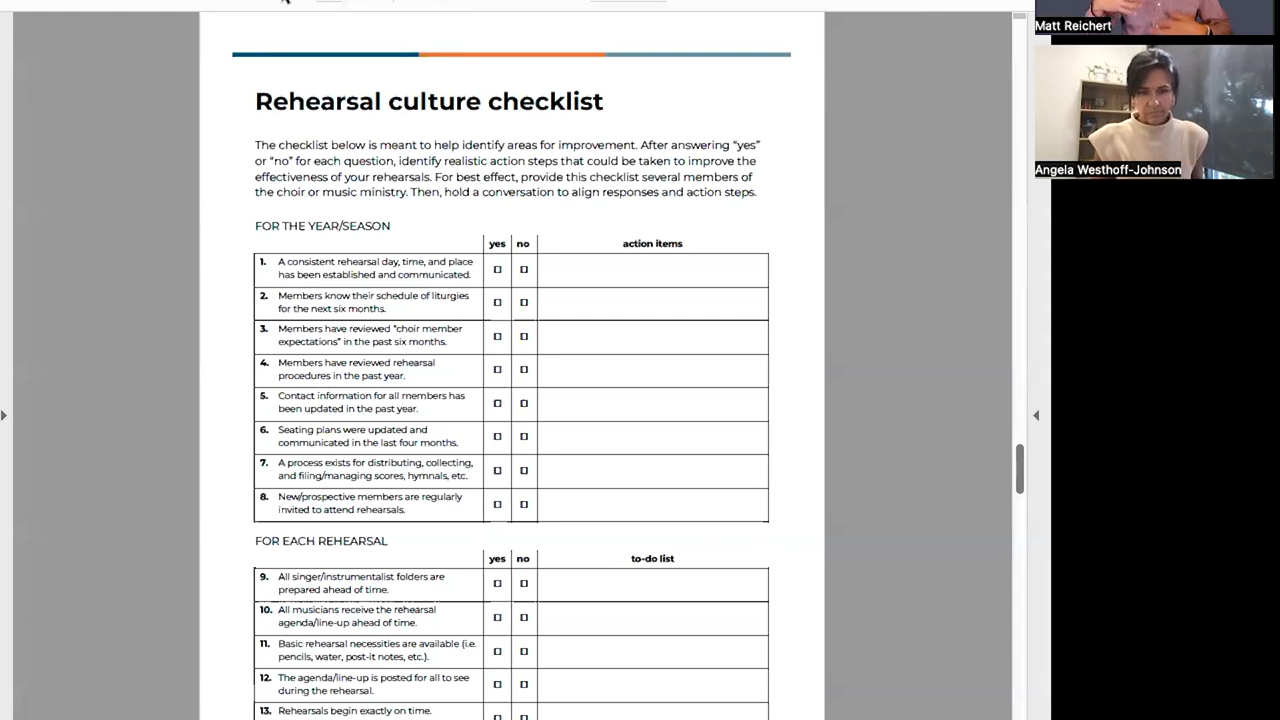 Matt Reichert
Angela Westhoff-Johnson
Rehearsal culture checklist
The checklist below is meant to help identify areas for improvement. After answering “yes”
or “no” for each question, identify realistic action steps that could be taken to improve the
effectiveness of your rehearsals. For best effect, provide this checklist several members of
the choir or music ministry. Then, hold a conversation to align responses and action steps.
FOR THE YEAR/SEASON
yes no action items
1. A consistent rehearsal day, time, and place
has been established and communicated.
2. Members know their schedule of liturgies
for the next six months.
3. Members have reviewed “choir member
expectations” in the past six months.
4. Members have reviewed rehearsal
procedures in the past year.
5. Contact information for all members has
been updated in the past year.
6. Seating plans were updated and
communicated in the last four months.
7. A process exists for distributing, collecting,
and filing/managing scores, hymnals, etc.
8. New/prospective members are regularly
invited to attend rehearsals.
FOR EACH REHEARSAL
yes no to-do list
9. All singer/instrumentalist folders are
prepared ahead of time.
10. All musicians receive the rehearsal
agenda/line-up ahead of time.
11. Basic rehearsal necessities are available (i.e.
pencils, water, post-it notes, etc.).
12. The agenda/line-up is posted for all to see
during the rehearsal.
13. Rehearsals begin exactly on time.